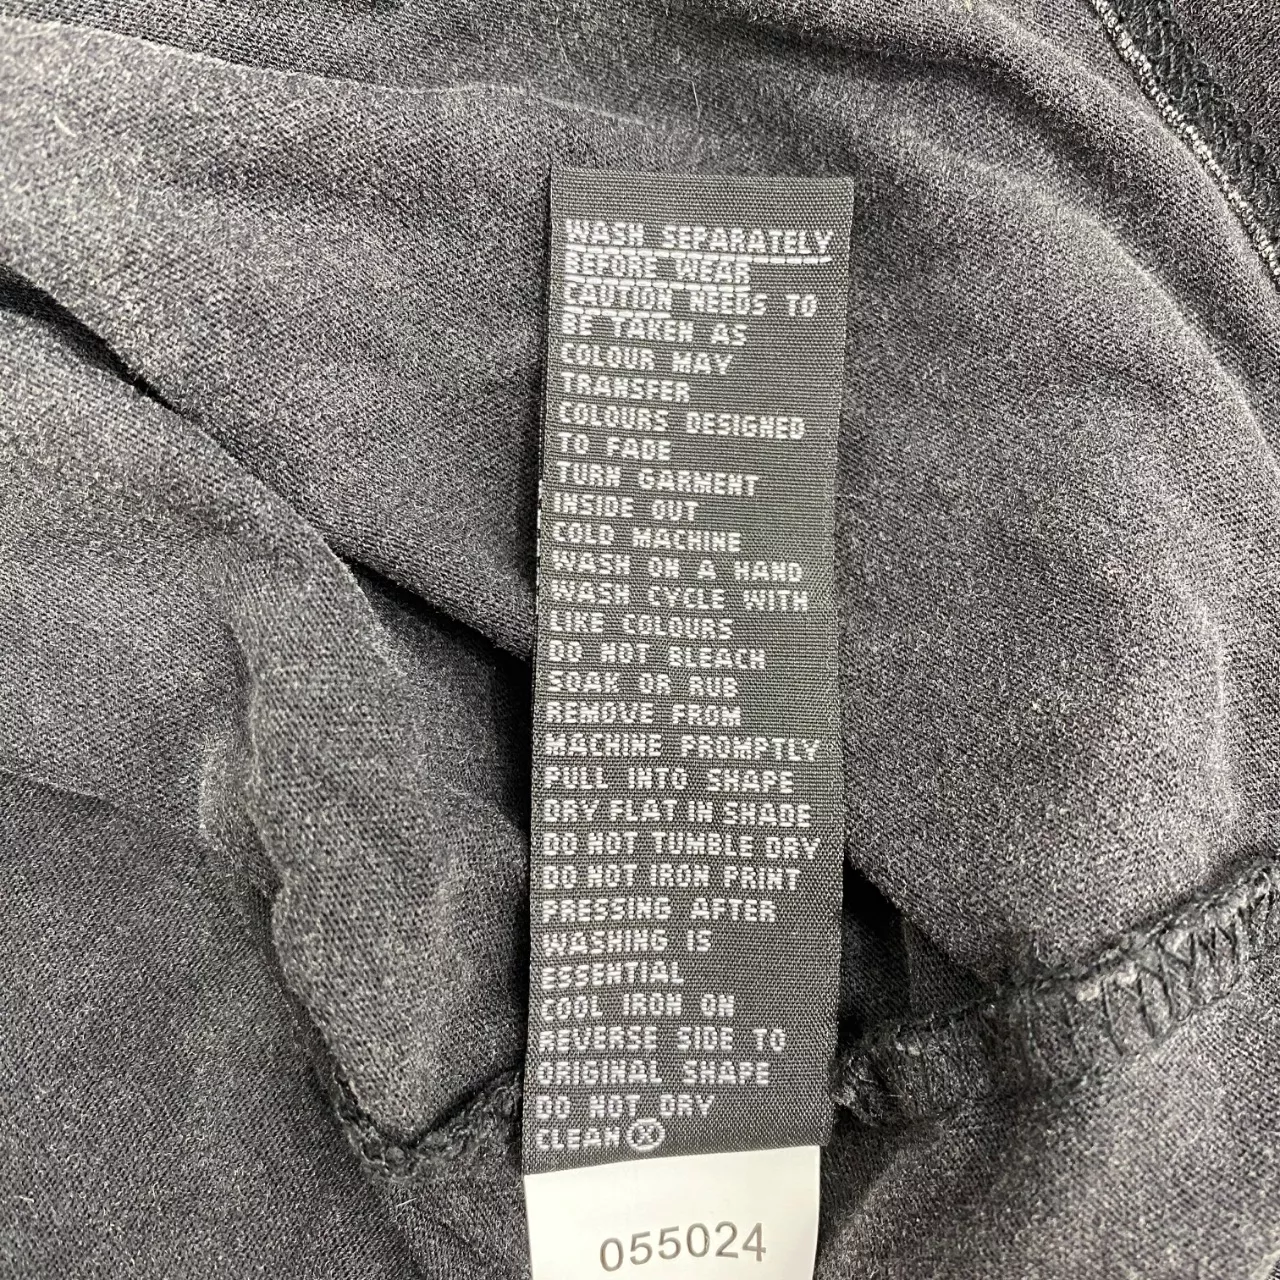 WASH SEPARATELY
BEFORE WEAR
CAUTION NEEDS TO
BE TAKEN AS
COLOUR MAY
TRANSFER
COLOURS DESIGNED
TO FADE
TURN GARMENT
INSIDE OUT
COLD MACHINE
WASH ON A HAND
WASH CYCLE WITH
LIKE COLOURS
DO NOT BLEACH
SOAK OR RUB
REMOVE FROM
MACHINE PROMPTLY
PULL INTO SHAPE
DRY FLAT IN SHADE
DO NOT TUMBLE DRY
DO NOT IRON PRINT
PRESSING AFTER
WASHING IS
ESSENTIAL
COOL IRON ON
REVERSE SIDE TO
ORIGINAL SHAPE
DO NOT DRY
CLEAN
055024